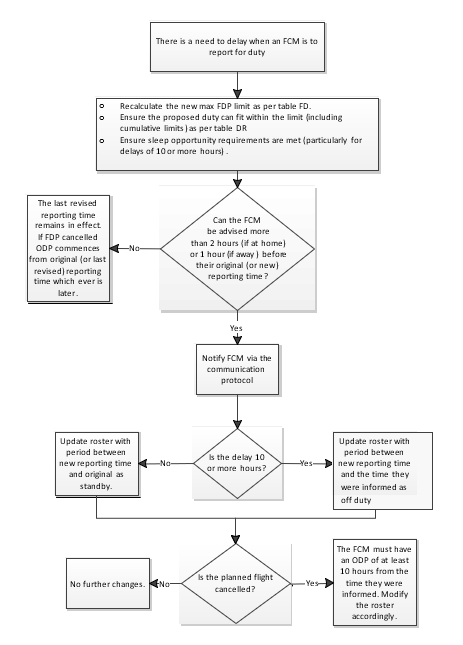 There is a need to delay when an FCM is to
report for duty
o Recalculate the new max FDP limit as per table FD.
o Ensure the proposed duty can fit within the limit (including
cumulative limits) as per table DR
o Ensure sleep opportunity requirements are met (particularly for
delays of 10 or more hours) .
The last revised
reporting time
remains in effect.
If FDP cancelled
ODP commences
from original (or last
revised) reporting
time which ever is
later.
No
Can the FCM
be advised more
than 2 hours (if at home)
or 1 hour (if away ) before
their original (or new)
reporting time ?
Yes
Notify FCM via the
communication
protocol
Update roster with
period between
new reporting time
and original as
standby.
No
Is the delay 10
or more hours?
Yes
Update roster with
period between
new reporting time
and the time they
were informed as
off duty
No further changes.
No
Is the planned flight
cancelled?
Yes
The FCM must have
an ODP of at least
10 hours from the
time they were
informed. Modify
the roster
accordingly.